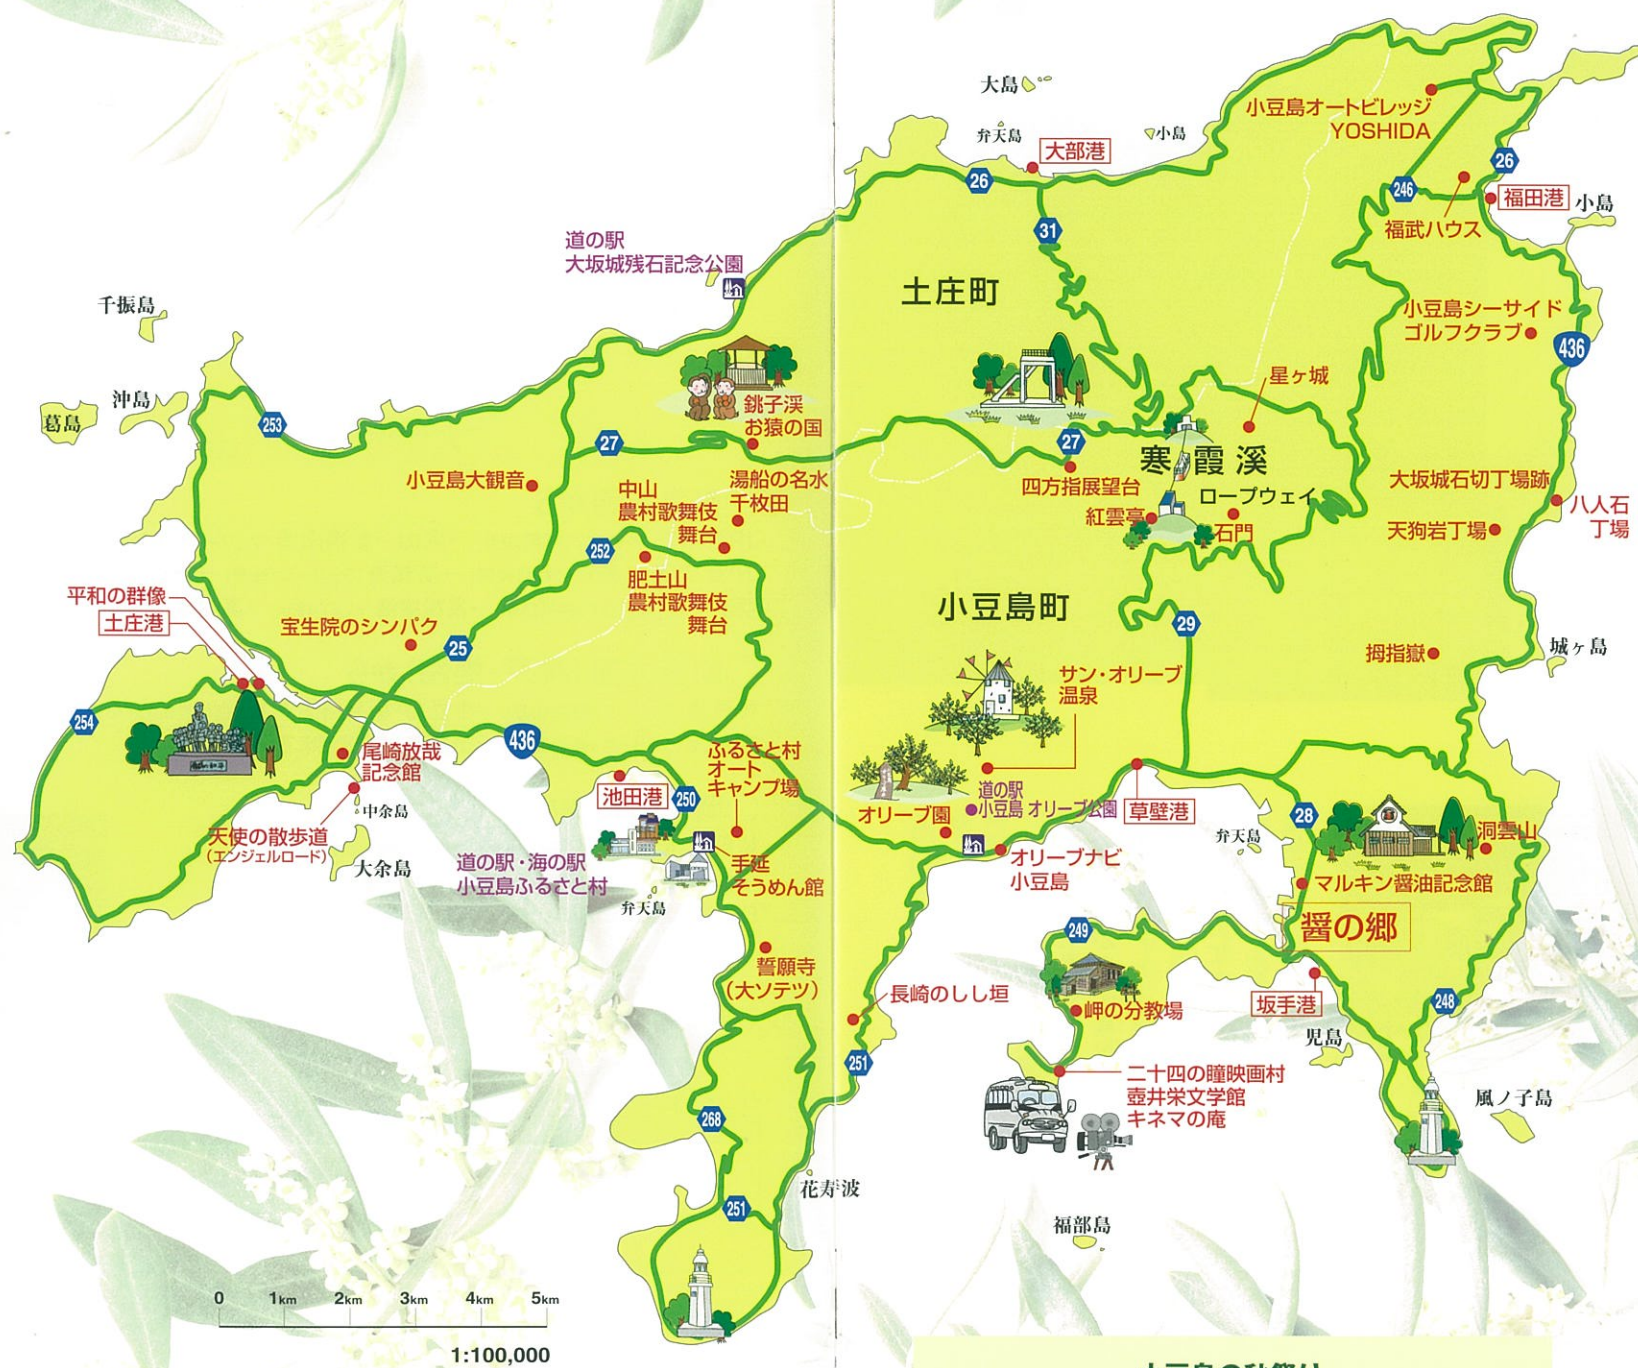 大島
弁天島
小島
大部港
小豆島オートビレッジ
YOSHIDA
26
26
246
福田港
小島
福武ハウス
31
道の駅
大坂城残石記念公園
土庄町
千振島
小豆島シーサイド
ゴルフクラブ
436
星ヶ城
沖島
葛島
253
銚子渓
お猿の国
27
27
寒霞溪
ロープウェイ
四方指展望台
紅雲亭
石門
小豆島大観音
湯船の名水
千枚田
中山
農村歌舞伎
舞台
大坂城石切丁場跡
八人石
丁場
天狗岩丁場
252
肥土山
農村歌舞伎
舞台
小豆島町
29
平和の群像
土庄港
宝生院のシンパク
25
拇指嶽
城ヶ島
サン・オリーブ
温泉
254
436
尾崎放哉
記念館
ふるさと村
オート
キャンプ場
池田港
250
道の駅
小豆島 オリーブ公園
オリーブ園
草壁港
28
弁天島
洞雲山
中余島
天使の散歩道
(エンジェルロード)
大余島
道の駅・海の駅
小豆島ふるさと村
手延
そうめん館
オリーブナビ
小豆島
マルキン醤油記念館
弁天島
醤の郷
249
誓願寺
(大ソテツ)
長崎のしし垣
岬の分教場
坂手港
248
児島
251
二十四の瞳映画村
壺井栄文学館
キネマの庵
風ノ子島
268
花寿波
251
福部島
0 1km 2km 3km 4km 5km
1:100,000